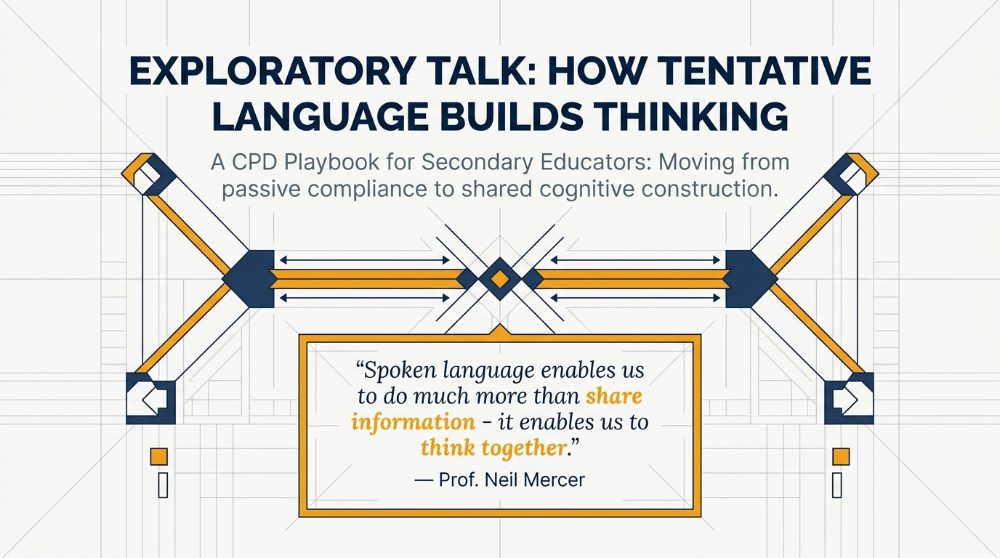 EXPLORATORY TALK: HOW TENTATIVE
LANGUAGE BUILDS THINKING
A CPD Playbook for Secondary Educators: Moving from
passive compliance to shared cognitive construction.
“Spoken language enables us
to do much more than share
information – it enables us to
think together.”
— Prof. Neil Mercer